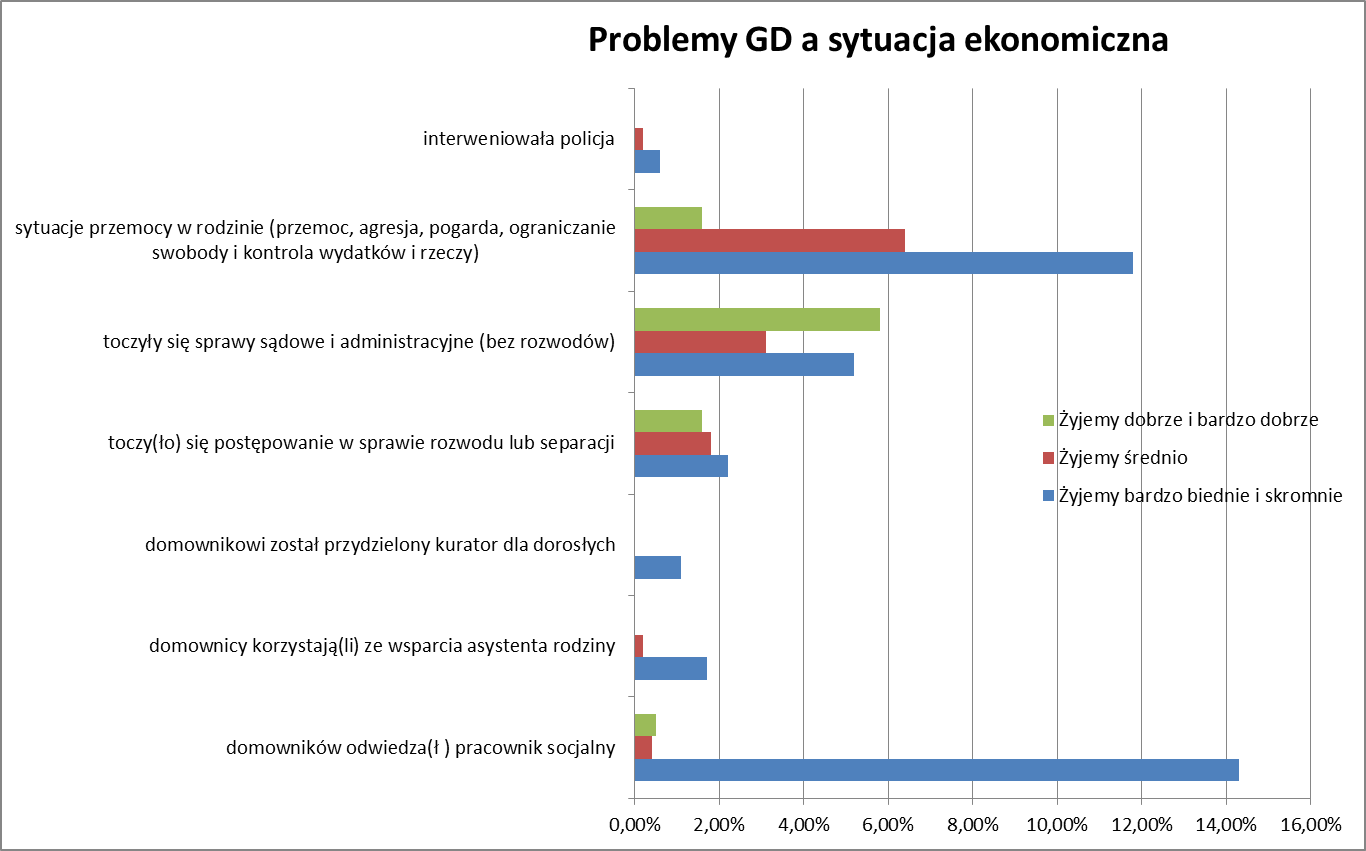 Problemy GD a sytuacja ekonomiczna
interweniowała policja
sytuacje przemocy w rodzinie (przemoc, agresja, pogarda, ograniczanie
swobody i kontrola wydatków i rzeczy)
toczyły się sprawy sądowe i administracyjne (bez rozwodów)
toczy(ło) się postępowanie w sprawie rozwodu lub separacji
domownikowi został przydzielony kurator dla dorosłych
domownicy korzystają(li) ze wsparcia asystenta rodziny
domowników odwiedza(ł ) pracownik socjalny
Żyjemy dobrze i bardzo dobrze
Żyjemy średnio
Żyjemy bardzo biednie i skromnie
0,00% 2,00% 4,00% 6,00% 8,00% 10,00% 12,00% 14,00% 16,00%